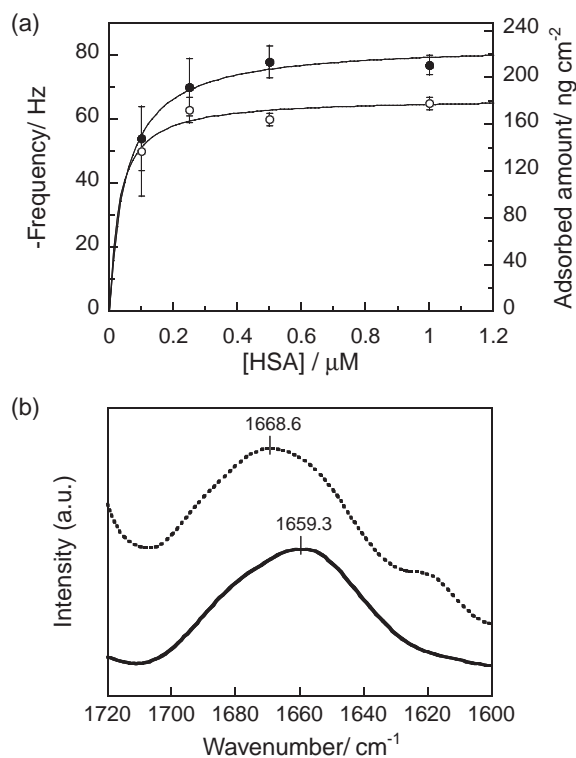 (a)
80
60
40
20
0
-Frequency/ Hz
240
200
160
120
80
40
0
Adsorbed amount/ ng cm⁻²
0 0.2 0.4 0.6 0.8 1 1.2
[HSA] / μM
(b)
1668.6
1659.3
Intensity (a.u.)
1720 1700 1680 1660 1640 1620 1600
Wavenumber/ cm⁻¹